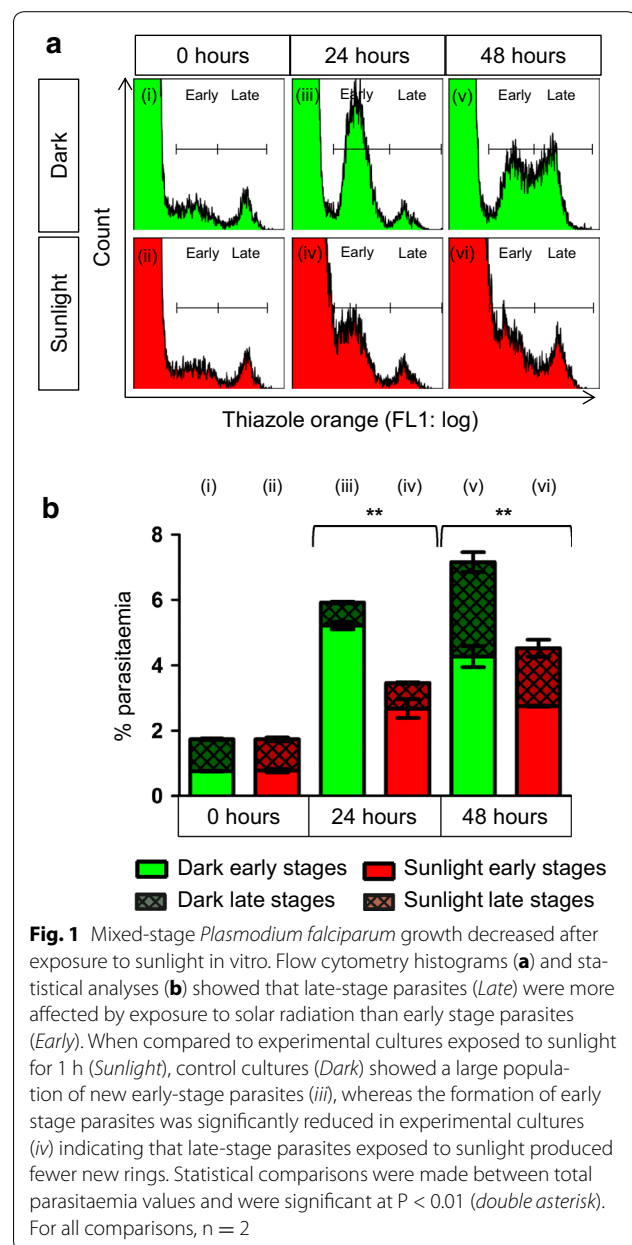 a
0 hours 24 hours 48 hours
Dark
(i) Early Late
(iii) Early Late
(v) Early Late
Sunlight
(ii) Early Late
(iv) Early Late
(vi) Early Late
Count
Thiazole orange (FL1: log)
b
(i) (ii) (iii) (iv) (v) (vi)
** **
% parasitaemia
8
6
4
2
0
0 hours 24 hours 48 hours
Dark early stages Sunlight early stages
Dark late stages Sunlight late stages
Fig. 1 Mixed-stage Plasmodium falciparum growth decreased after
exposure to sunlight in vitro. Flow cytometry histograms (a) and sta-
tistical analyses (b) showed that late-stage parasites (Late) were more
affected by exposure to solar radiation than early stage parasites
(Early). When compared to experimental cultures exposed to sunlight
for 1 h (Sunlight), control cultures (Dark) showed a large popula-
tion of new early-stage parasites (iii), whereas the formation of early
stage parasites was significantly reduced in experimental cultures
(iv) indicating that late-stage parasites exposed to sunlight produced
fewer new rings. Statistical comparisons were made between total
parasitaemia values and were significant at P < 0.01 (double asterisk).
For all comparisons, n = 2